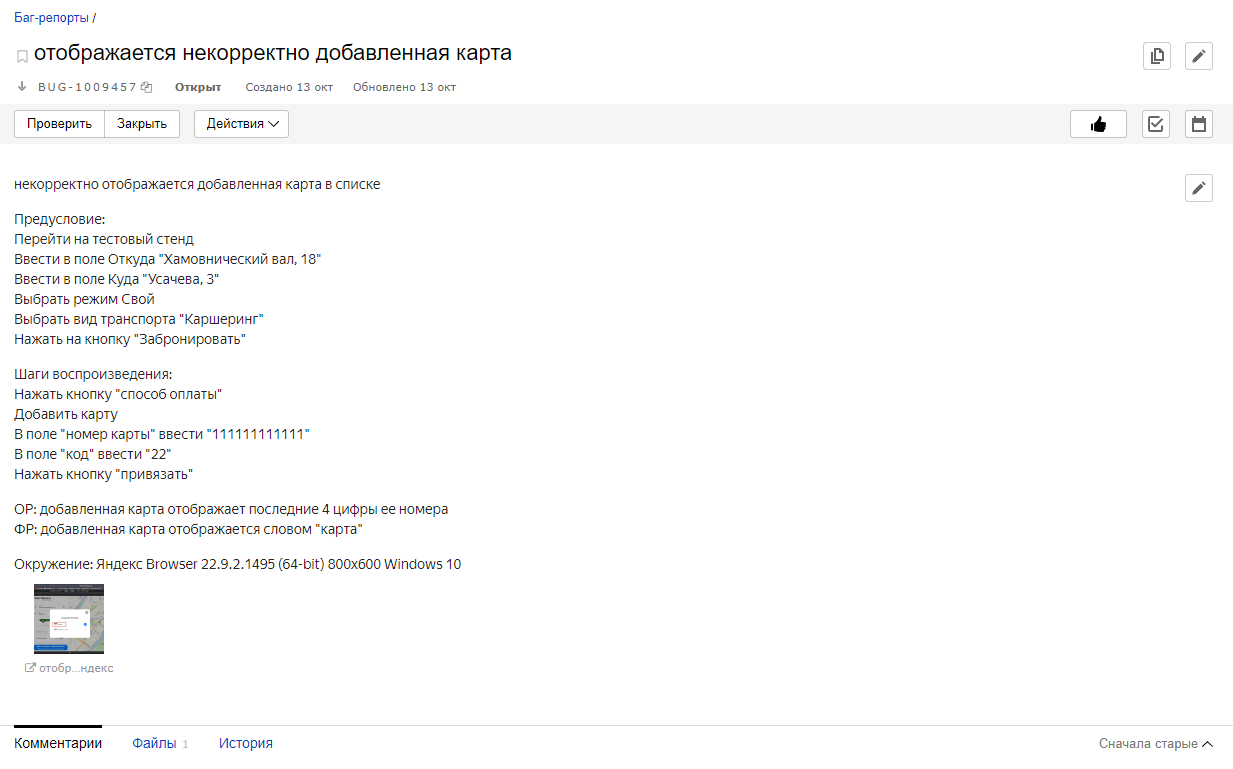 Баг-репорты /
отображается некорректно добавленная карта
BUG-1009457 Открыт Создано 13 окт Обновлено 13 окт
Проверить Закрыть Действия
некорректно отображается добавленная карта в списке
Предусловие:
Перейти на тестовый стенд
Ввести в поле Откуда "Хамовнический вал, 18"
Ввести в поле Куда "Усачева, 3"
Выбрать режим Свой
Выбрать вид транспорта "Каршеринг"
Нажать на кнопку "Забронировать"
Шаги воспроизведения:
Нажать кнопку "способ оплаты"
Добавить карту
В поле "номер карты" ввести "111111111111"
В поле "код" ввести "22"
Нажать кнопку "привязать"
ОР: добавленная карта отображает последние 4 цифры ее номера
ФР: добавленная карта отображается словом "карта"
Окружение: Яндекс Browser 22.9.2.1495 (64-bit) 800x600 Windows 10
отобр...ндекс
Комментарии Файлы 1 История Сначала старые